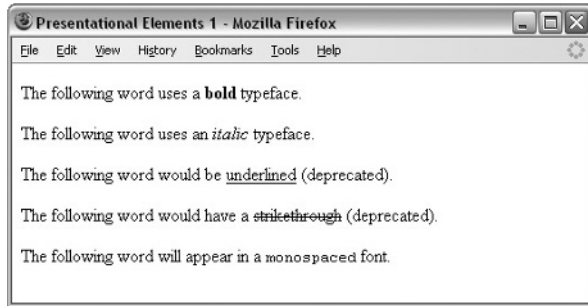 Presentational Elements 1 - Mozilla Firefox
File Edit View History Bookmarks Tools Help
The following word uses a bold typeface.
The following word uses an italic typeface.
The following word would be underlined (deprecated).
The following word would have a strikethrough (deprecated).
The following word will appear in a monospaced font.